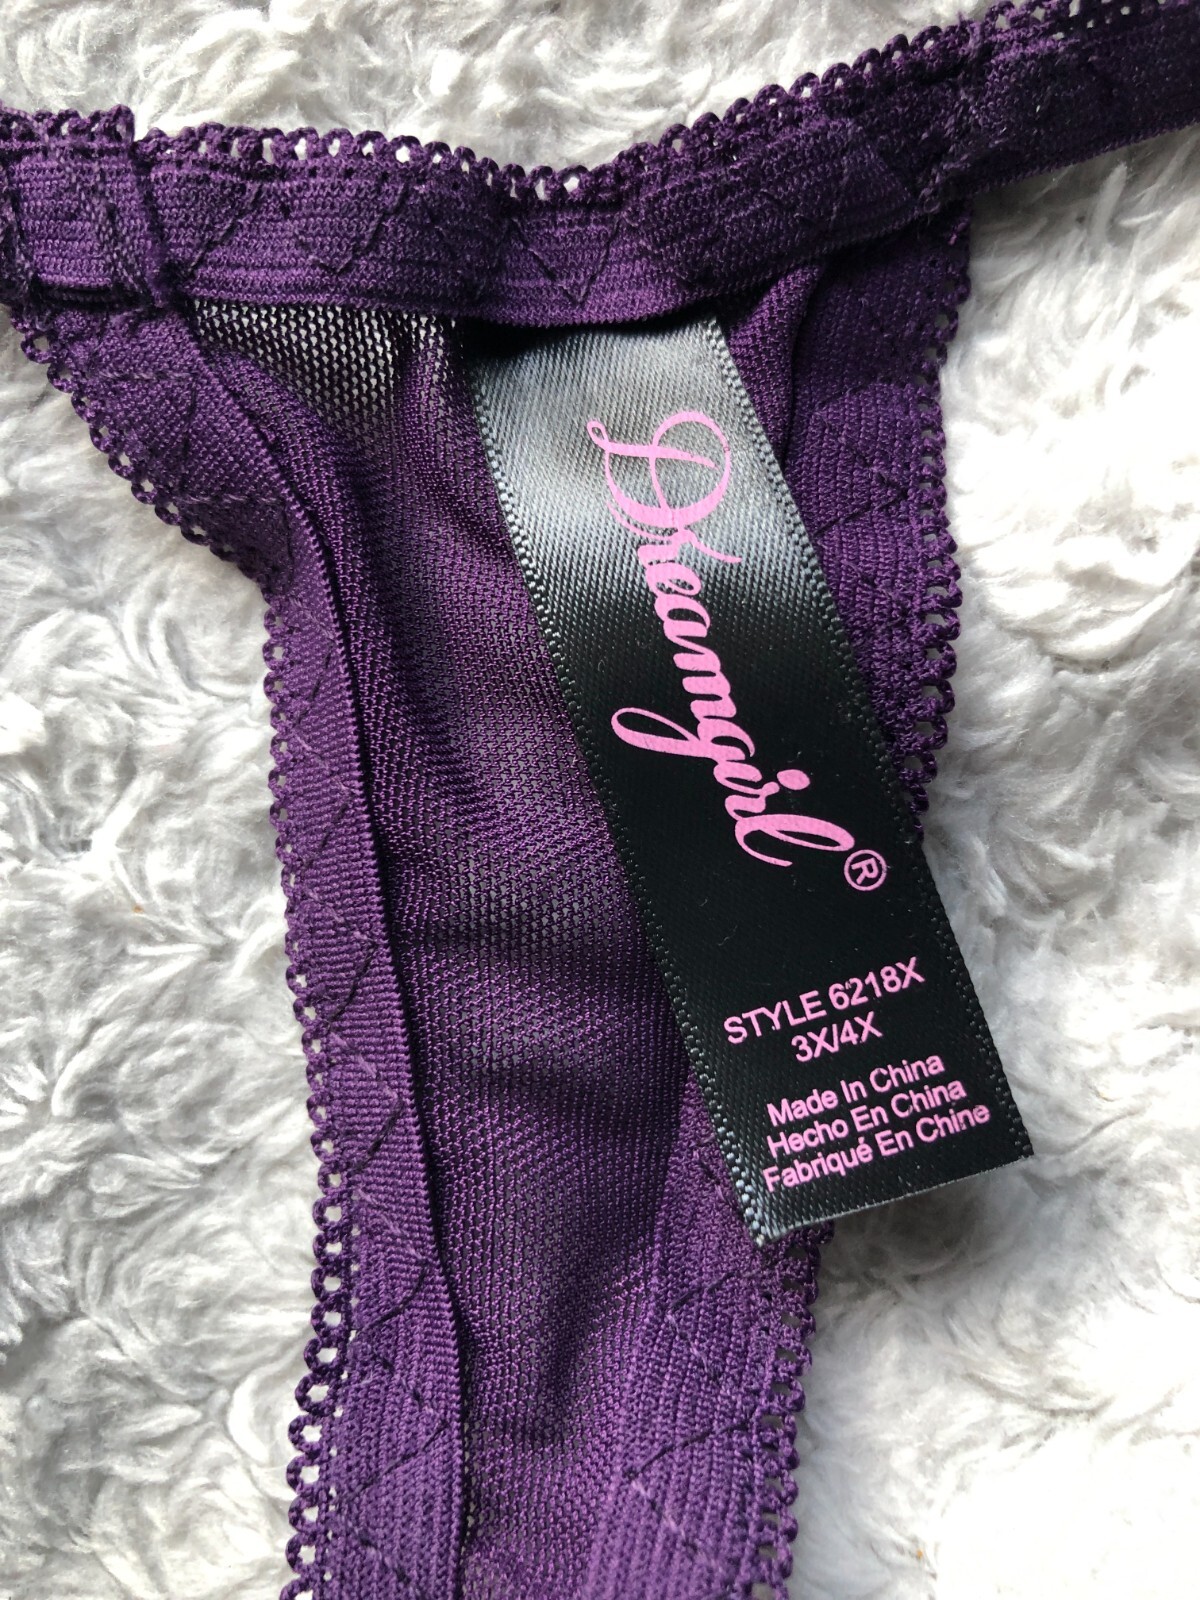 Dreamgirl®
STYLE 6218X
3X/4X
Made In China
Hecho En China
Fabriqué En Chine